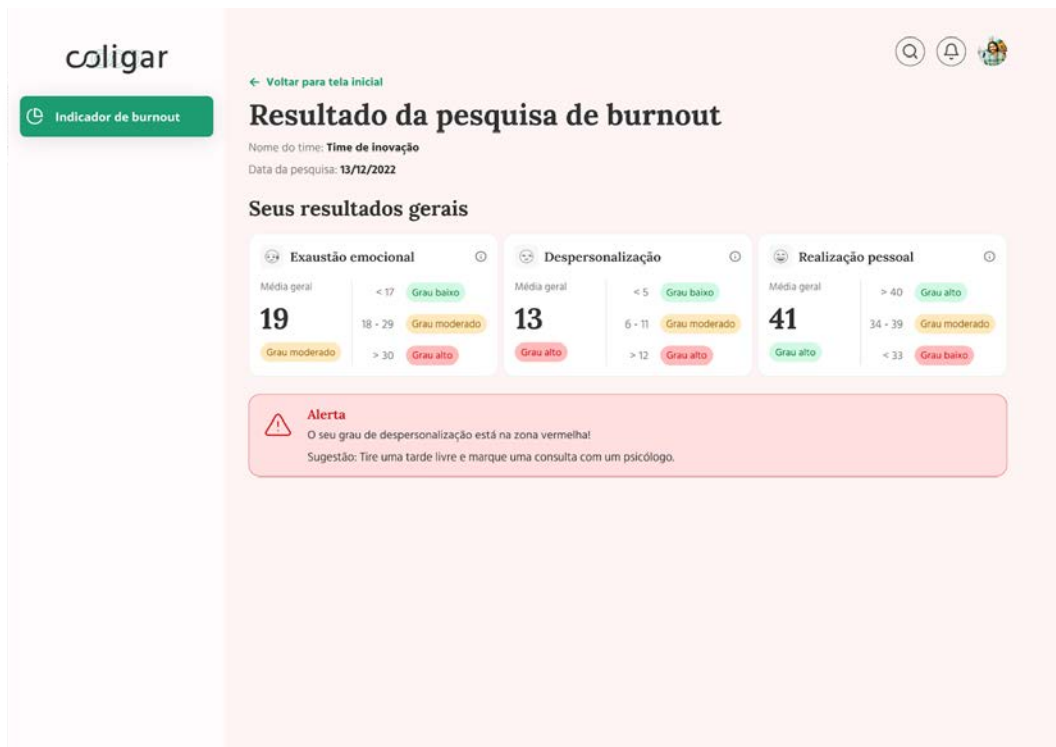 coligar
Indicador de burnout
← Voltar para tela inicial
Resultado da pesquisa de burnout
Nome do time: Time de inovação
Data da pesquisa: 13/12/2022
Seus resultados gerais
Exaustão emocional
Média geral
19
Grau moderado
< 17 Grau baixo
18 - 29 Grau moderado
> 30 Grau alto
Despersonalização
Média geral
13
Grau alto
< 5 Grau baixo
6 - 11 Grau moderado
> 12 Grau alto
Realização pessoal
Média geral
41
Grau alto
> 40 Grau alto
34 - 39 Grau moderado
< 33 Grau baixo
Alerta
O seu grau de despersonalização está na zona vermelha!
Sugestão: Tire uma tarde livre e marque uma consulta com um psicólogo.